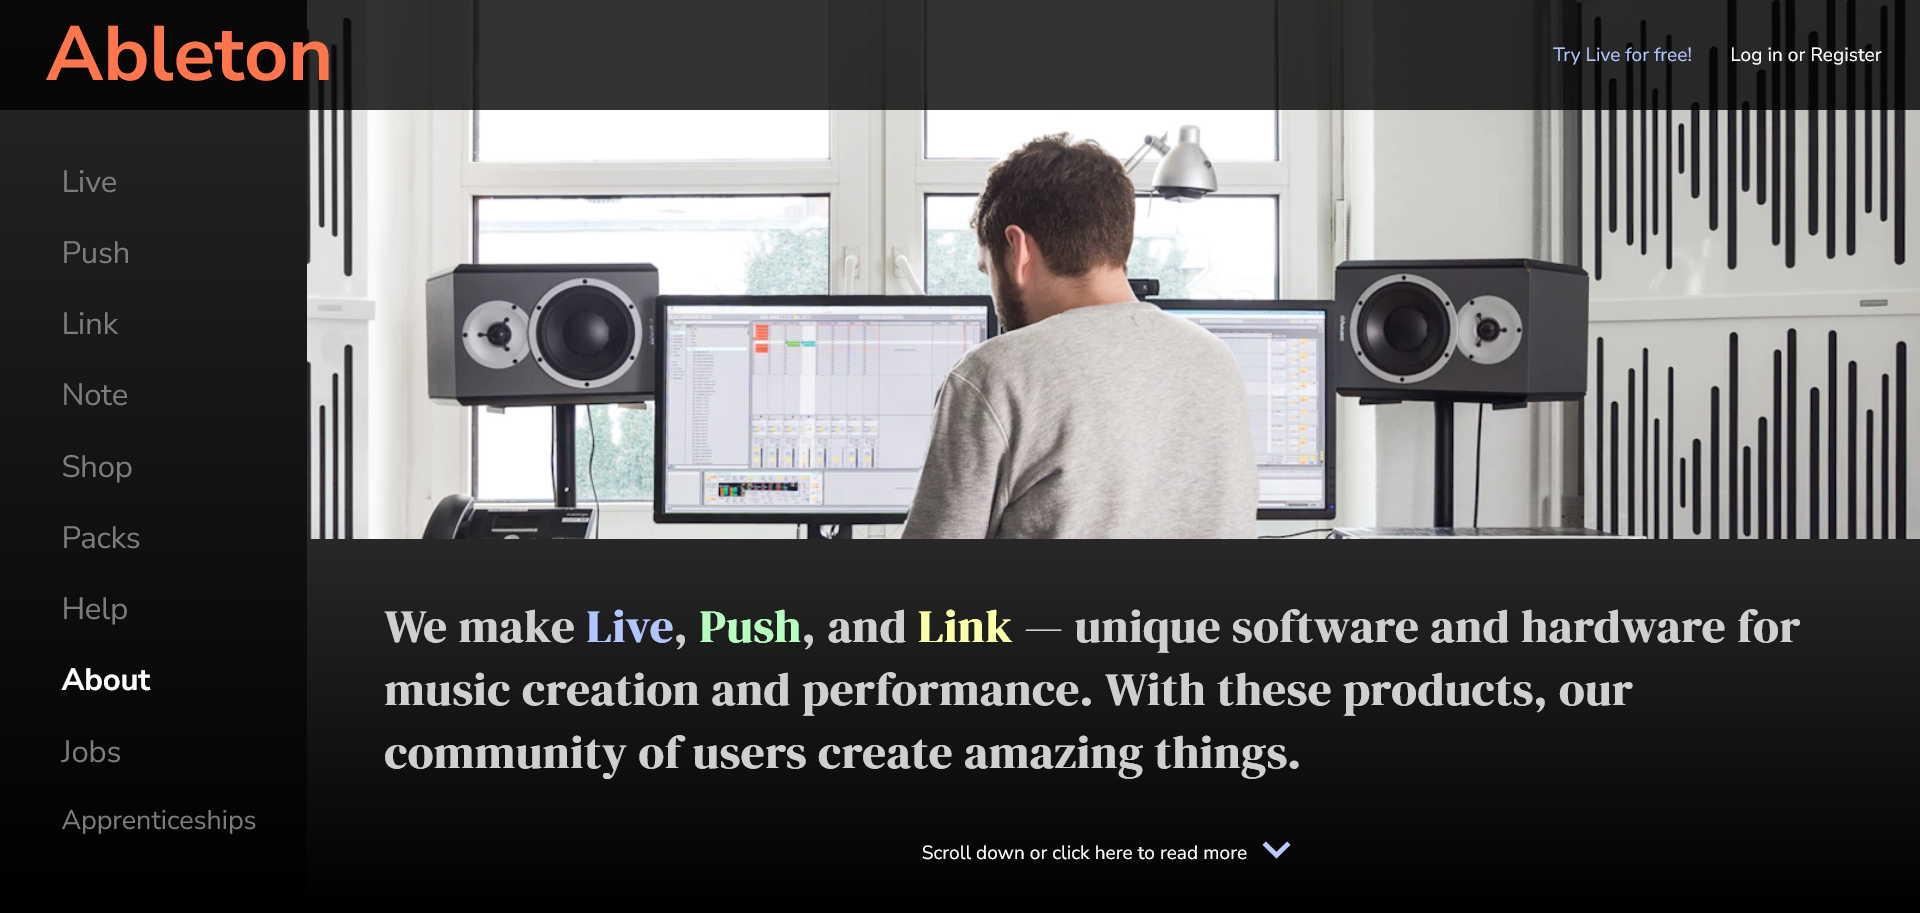 Ableton
Try Live for free!
Log in or Register
Live
Push
Link
Note
Shop
Packs
Help
About
Jobs
Apprenticeships
We make Live, Push, and Link — unique software and hardware for
music creation and performance. With these products, our
community of users create amazing things.
Scroll down or click here to read more